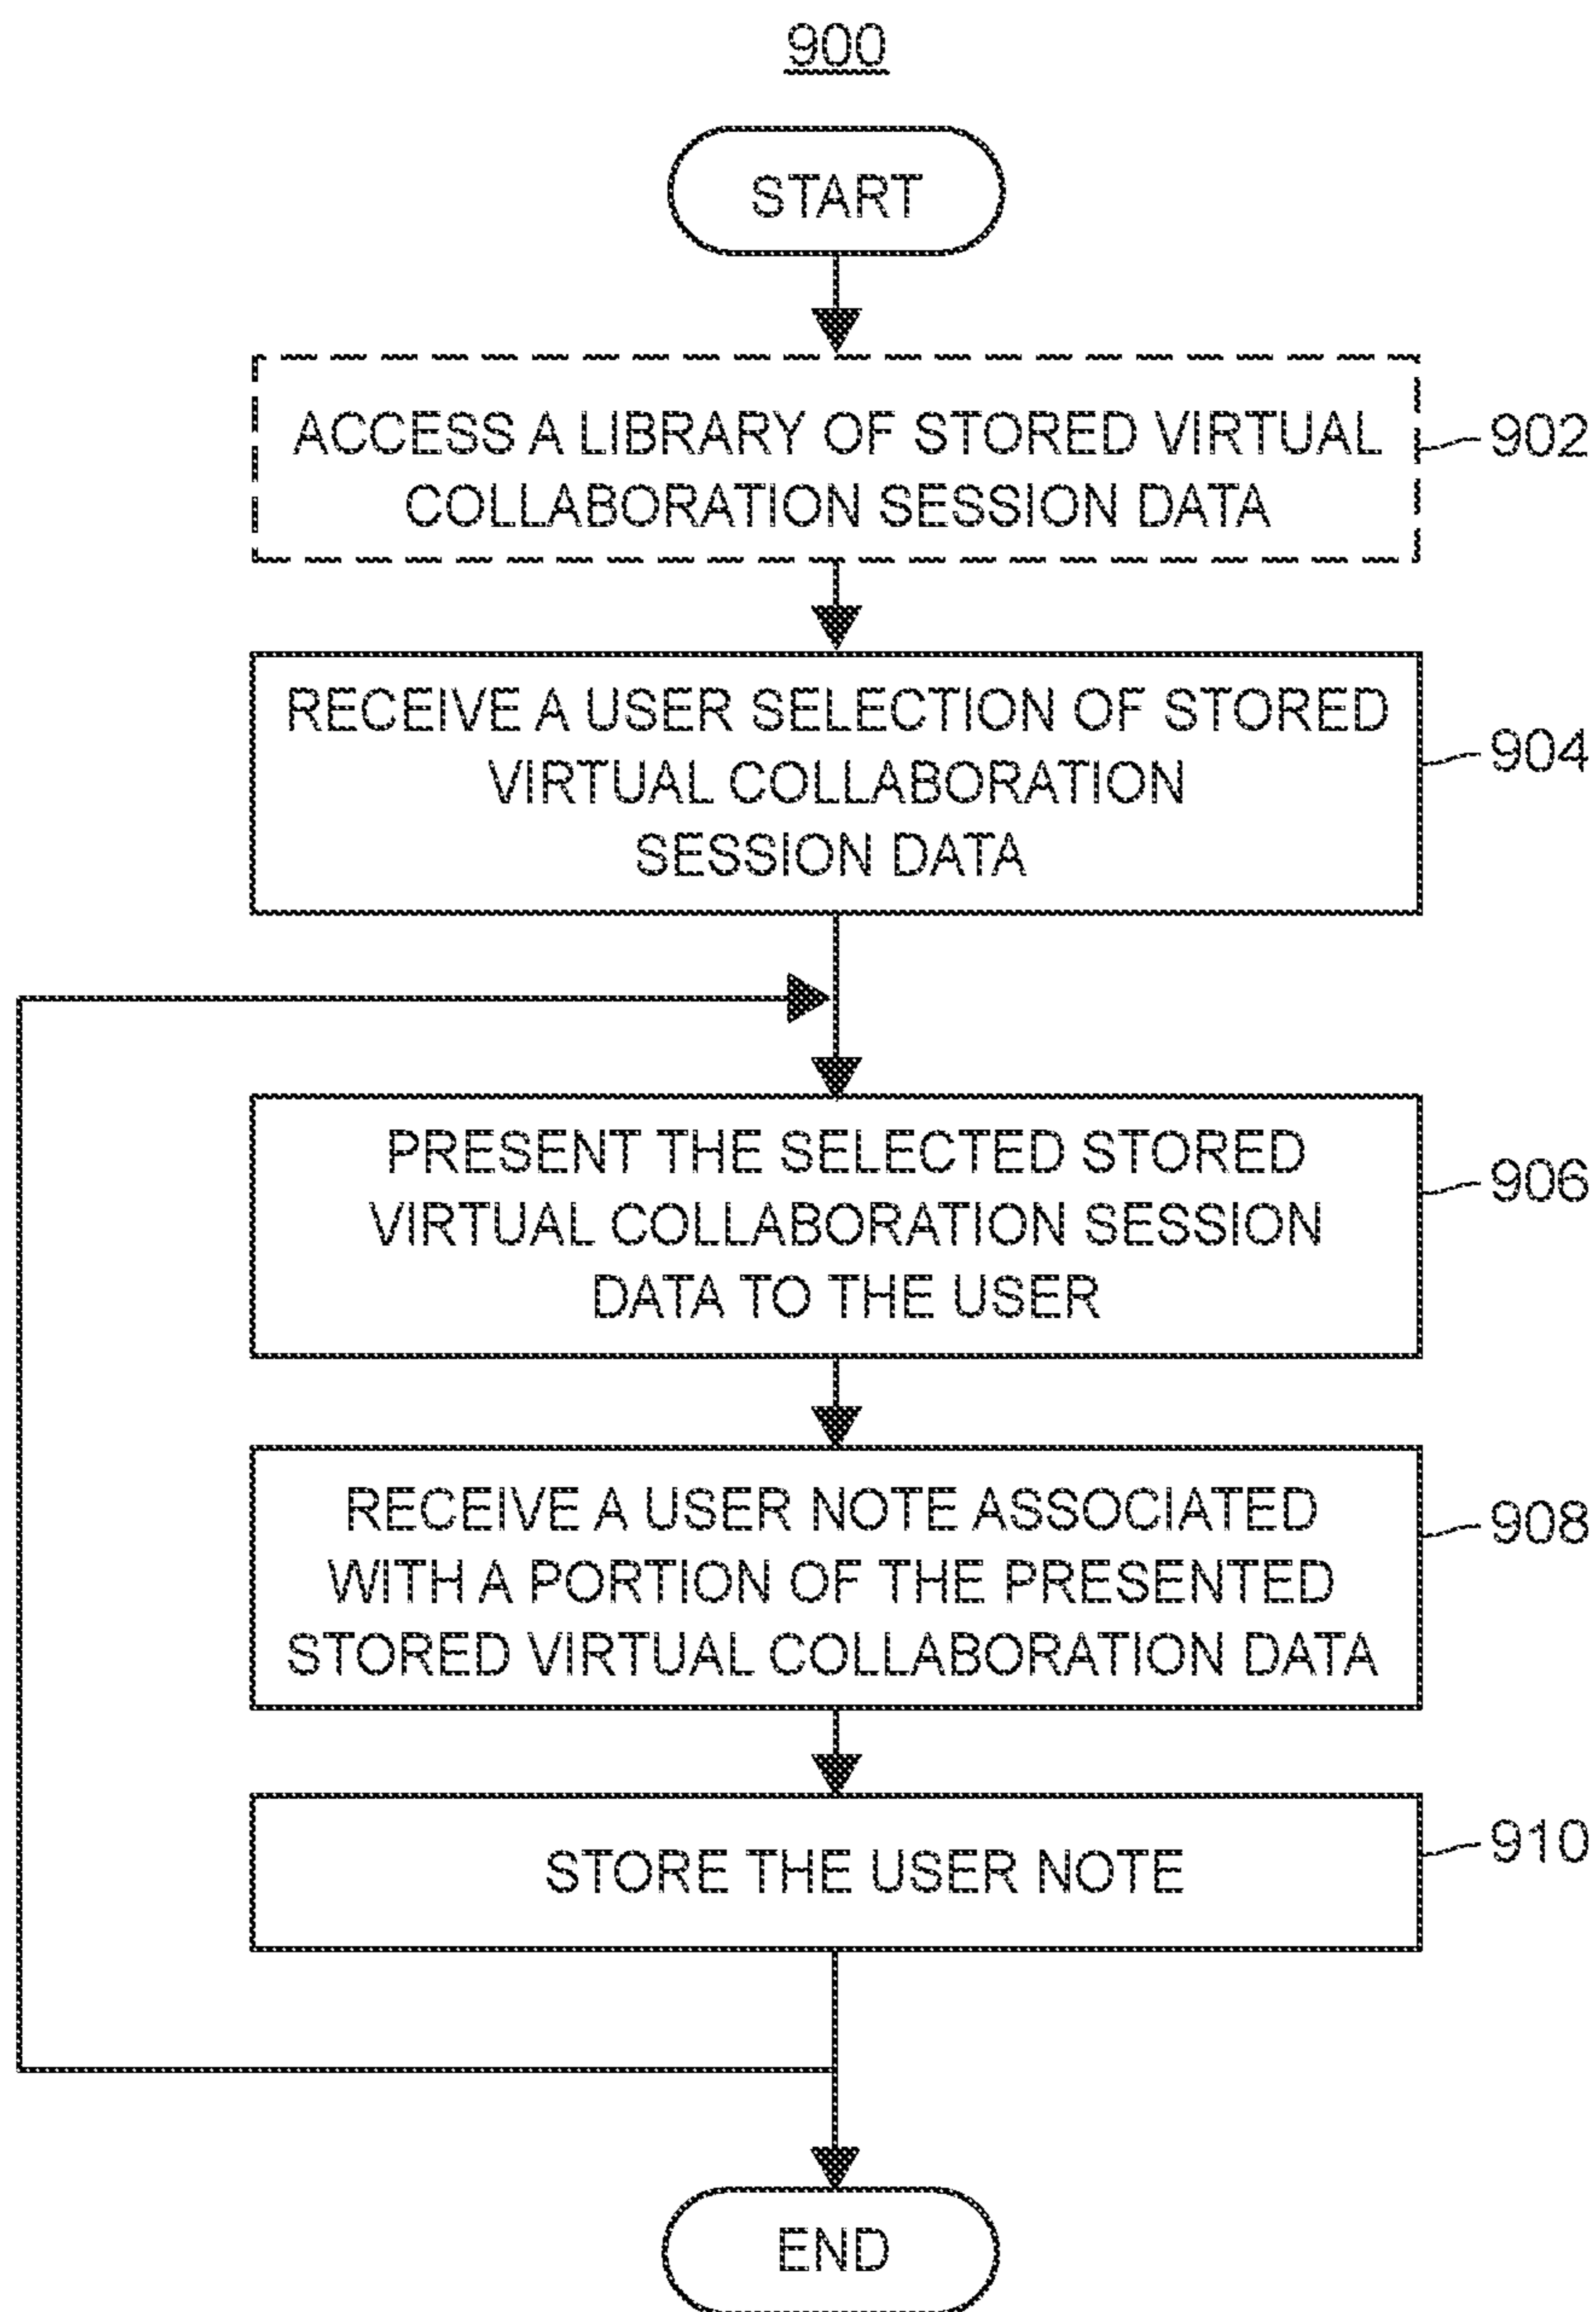 900
START
ACCESS A LIBRARY OF STORED VIRTUAL
COLLABORATION SESSION DATA
902
RECEIVE A USER SELECTION OF STORED
VIRTUAL COLLABORATION
SESSION DATA
904
PRESENT THE SELECTED STORED
VIRTUAL COLLABORATION SESSION
DATA TO THE USER
906
RECEIVE A USER NOTE ASSOCIATED
WITH A PORTION OF THE PRESENTED
STORED VIRTUAL COLLABORATION DATA
908
STORE THE USER NOTE
910
END